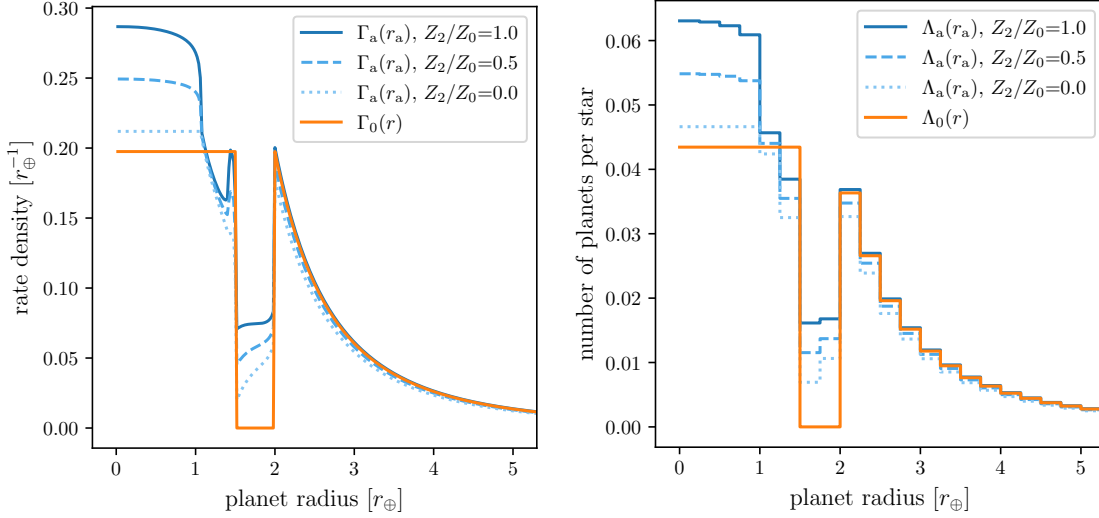 0.30
0.25
0.20
0.15
0.10
0.05
0.00
rate density [r⊕⁻¹]
0 1 2 3 4 5
planet radius [r⊕]
Γₐ(rₐ), Z₂/Z₀=1.0
Γₐ(rₐ), Z₂/Z₀=0.5
Γₐ(rₐ), Z₂/Z₀=0.0
Γ₀(r)
0.06
0.05
0.04
0.03
0.02
0.01
0.00
number of planets per star
0 1 2 3 4 5
planet radius [r⊕]
Λₐ(rₐ), Z₂/Z₀=1.0
Λₐ(rₐ), Z₂/Z₀=0.5
Λₐ(rₐ), Z₂/Z₀=0.0
Λ₀(r)